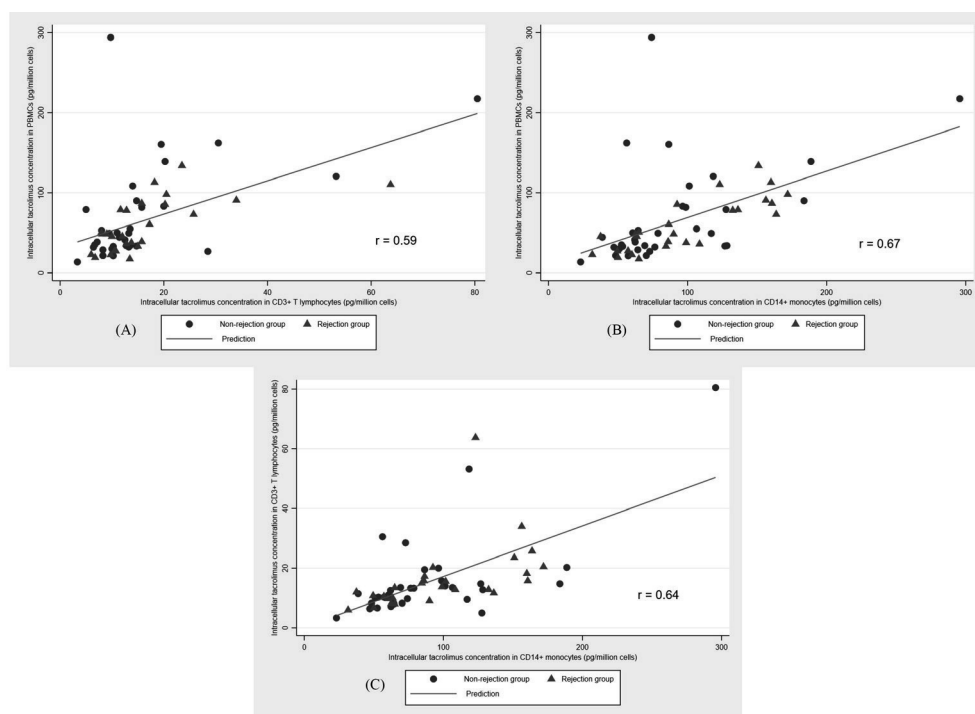 Intracellular tacrolimus concentration in PBMCs (pg/million cells)
300
200
100
0
r = 0.59
0 20 40 60 80
Intracellular tacrolimus concentration in CD3+ T lymphocytes (pg/million cells)
(A)
Non-rejection group Rejection group
Prediction
Intracellular tacrolimus concentration in PBMCs (pg/million cells)
300
200
100
0
r = 0.67
0 100 200 300
Intracellular tacrolimus concentration in CD14+ monocytes (pg/million cells)
(B)
Non-rejection group Rejection group
Prediction
Intracellular tacrolimus concentration in CD3+ T lymphocytes (pg/million cells)
80
60
40
20
0
r = 0.64
0 100 200 300
Intracellular tacrolimus concentration in CD14+ monocytes (pg/million cells)
(C)
Non-rejection group Rejection group
Prediction